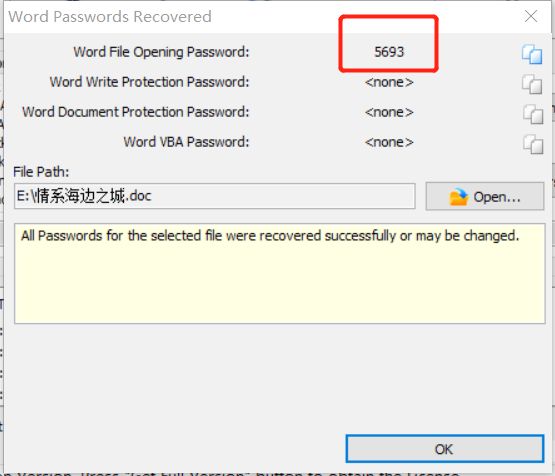 Word Passwords Recovered
Word File Opening Password: 5693
Word Write Protection Password: <none>
Word Document Protection Password: <none>
Word VBA Password: <none>
File Path:
E:\情系海边之城.doc
Open...
All Passwords for the selected file were recovered successfully or may be changed.
OK